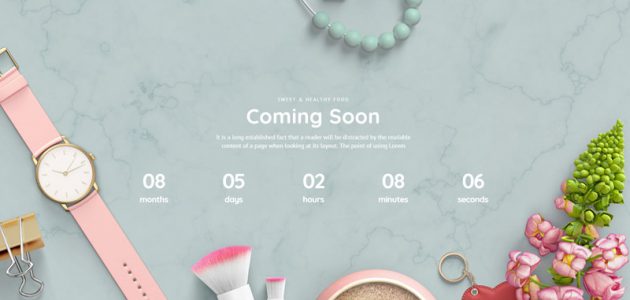 SWEET & HEALTHY FOOD
Coming Soon
It is a long established fact that a reader will be distracted by the readable
content of a page when looking at its layout. The point of using Lorem
08 05 02 08 06
months days hours minutes seconds